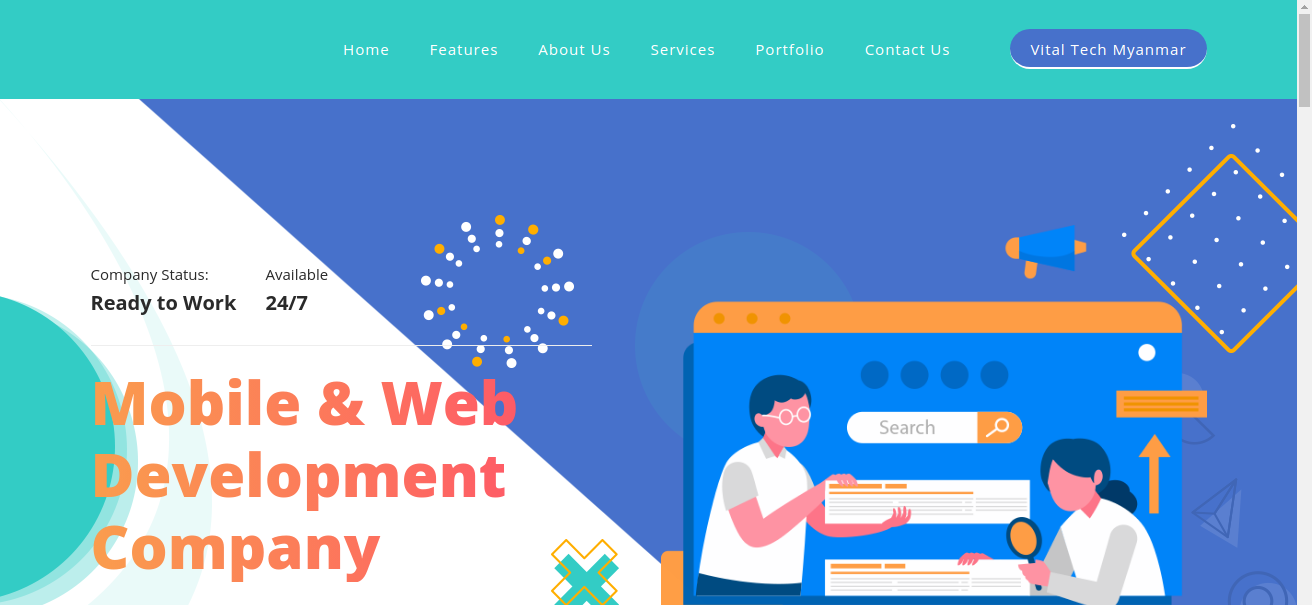 Home Features About Us Services Portfolio Contact Us Vital Tech Myanmar
Company Status: Available
Ready to Work 24/7
Mobile & Web
Development
Company
Search